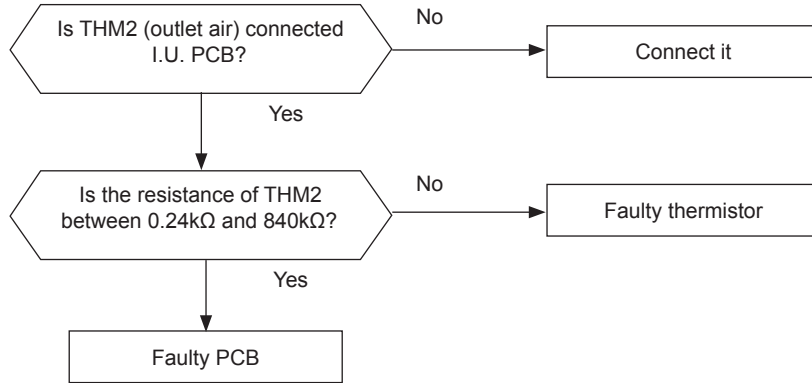 Is THM2 (outlet air) connected
I.U. PCB?
No
Connect it
Yes
Is the resistance of THM2
between 0.24kΩ and 840kΩ?
No
Faulty thermistor
Yes
Faulty PCB